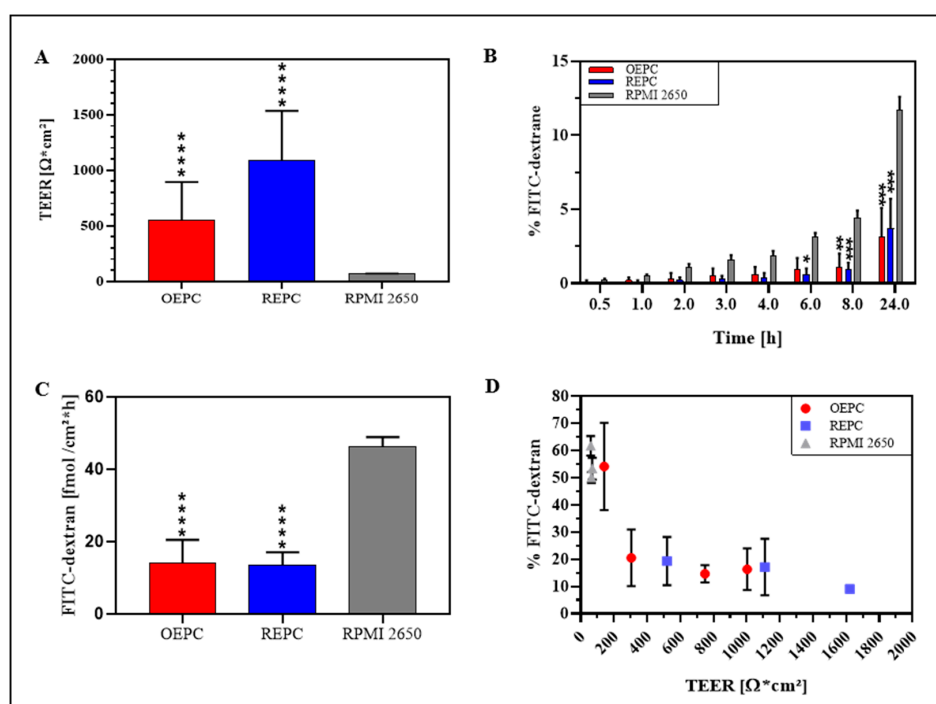 A
TEER [Ω*cm²]
2000
1500
1000
500
0
****
****
OEPC
REPC
RPMI 2650
B
% FITC-dextrane
15
10
5
0
OEPC
REPC
RPMI 2650
*
**
***
***
***
0.5
1.0
2.0
3.0
4.0
6.0
8.0
24.0
Time [h]
C
FITC-dextran [fmol /cm²*h]
60
40
20
0
****
****
OEPC
REPC
RPMI 2650
D
% FITC-dextran
80
70
60
50
40
30
20
10
0
OEPC
REPC
RPMI 2650
0
200
400
600
800
1000
1200
1400
1600
1800
2000
TEER [Ω*cm²]